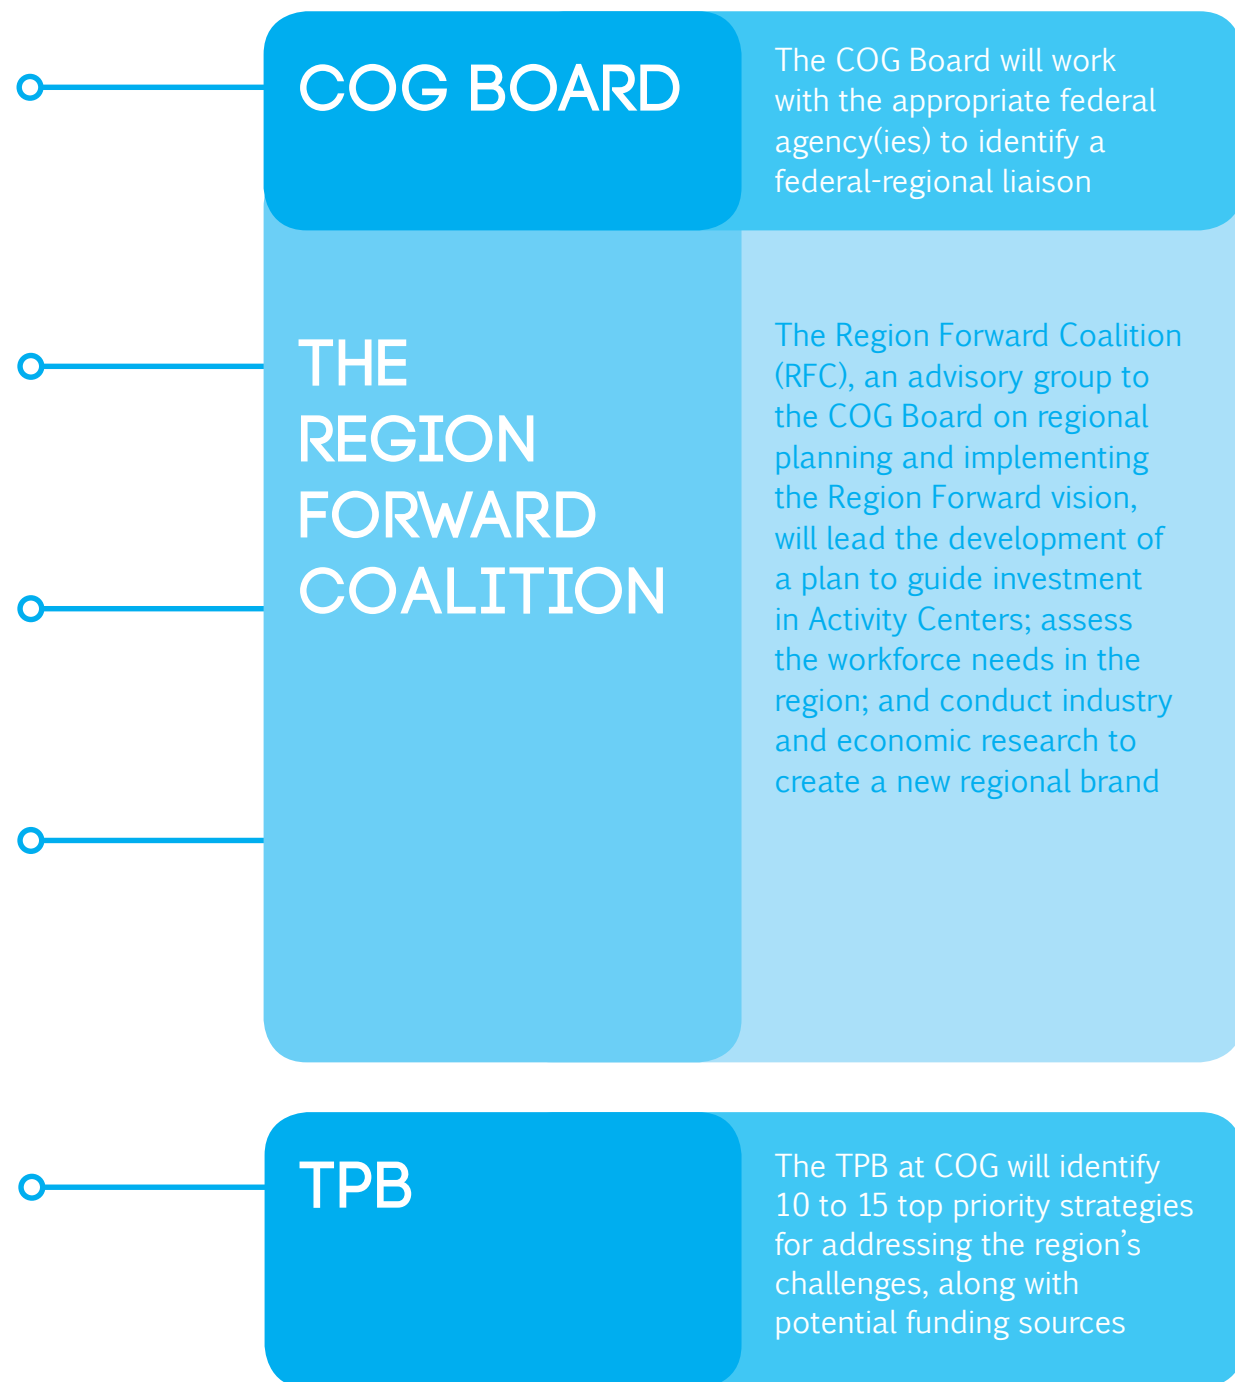 COG BOARD
The COG Board will work
with the appropriate federal
agency(ies) to identify a
federal-regional liaison
THE
REGION
FORWARD
COALITION
The Region Forward Coalition
(RFC), an advisory group to
the COG Board on regional
planning and implementing
the Region Forward vision,
will lead the development of
a plan to guide investment
in Activity Centers; assess
the workforce needs in the
region; and conduct industry
and economic research to
create a new regional brand
TPB
The TPB at COG will identify
10 to 15 top priority strategies
for addressing the region’s
challenges, along with
potential funding sources